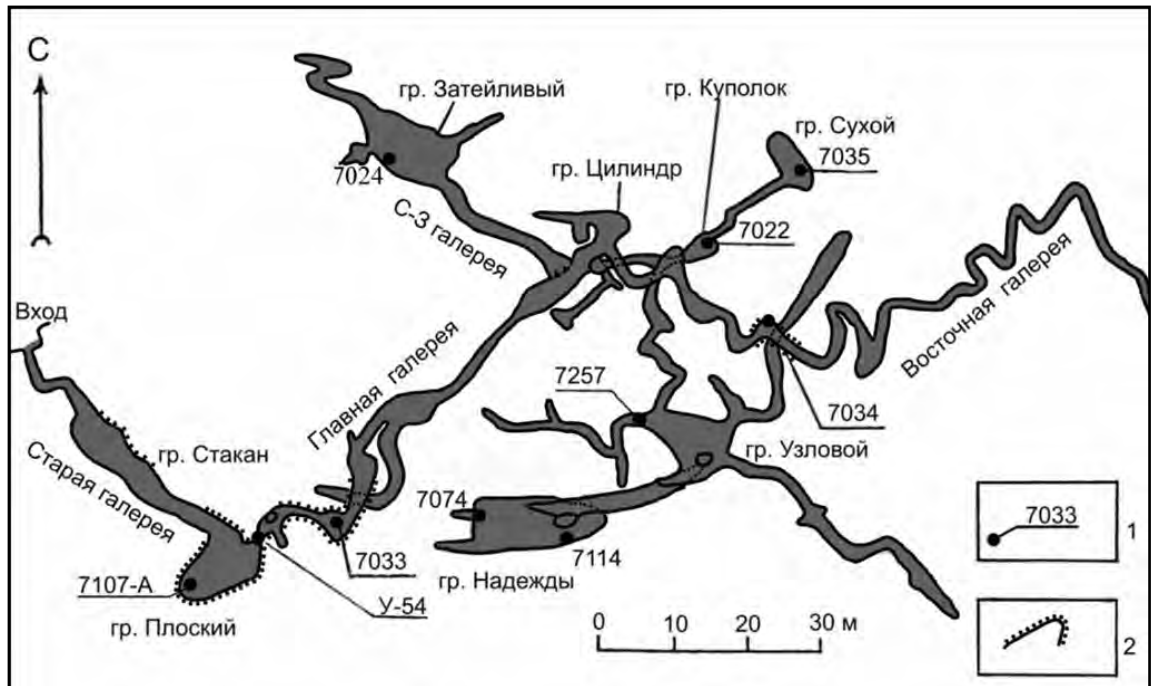 С
гр. Затейливый
гр. Куполок
гр. Сухой
7035
7024
гр. Цилиндр
С-З галерея
7022
Восточная галерея
Вход
Главная галерея
7257
7034
гр. Стакан
гр. Узловой
Старая галерея
7074
7033
7114
7033
1
гр. Надежды
7107-А
У-54
гр. Плоский
0 10 20 30 м
2